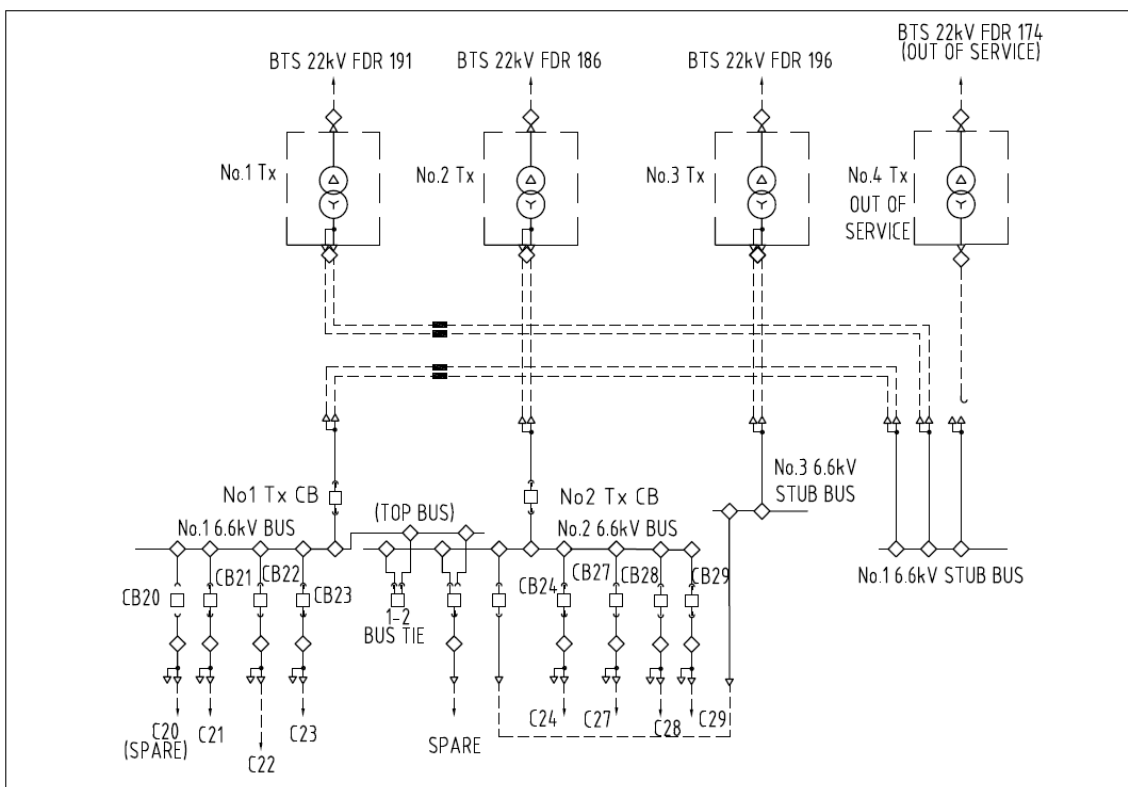 BTS 22kV FDR 191
BTS 22kV FDR 186
BTS 22kV FDR 196
BTS 22kV FDR 174
(OUT OF SERVICE)
No.1 Tx
No.2 Tx
No.3 Tx
No.4 Tx
OUT OF
SERVICE
No1 Tx CB
No2 Tx CB
No.3 6.6kV
STUB BUS
(TOP BUS)
No.1 6.6kV BUS
No.2 6.6kV BUS
No.1 6.6kV STUB BUS
CB20
CB21
CB22
CB23
1-2
BUS TIE
CB24
CB27
CB28
CB29
C20
(SPARE)
C21
C22
C23
SPARE
C24
C27
C28
C29